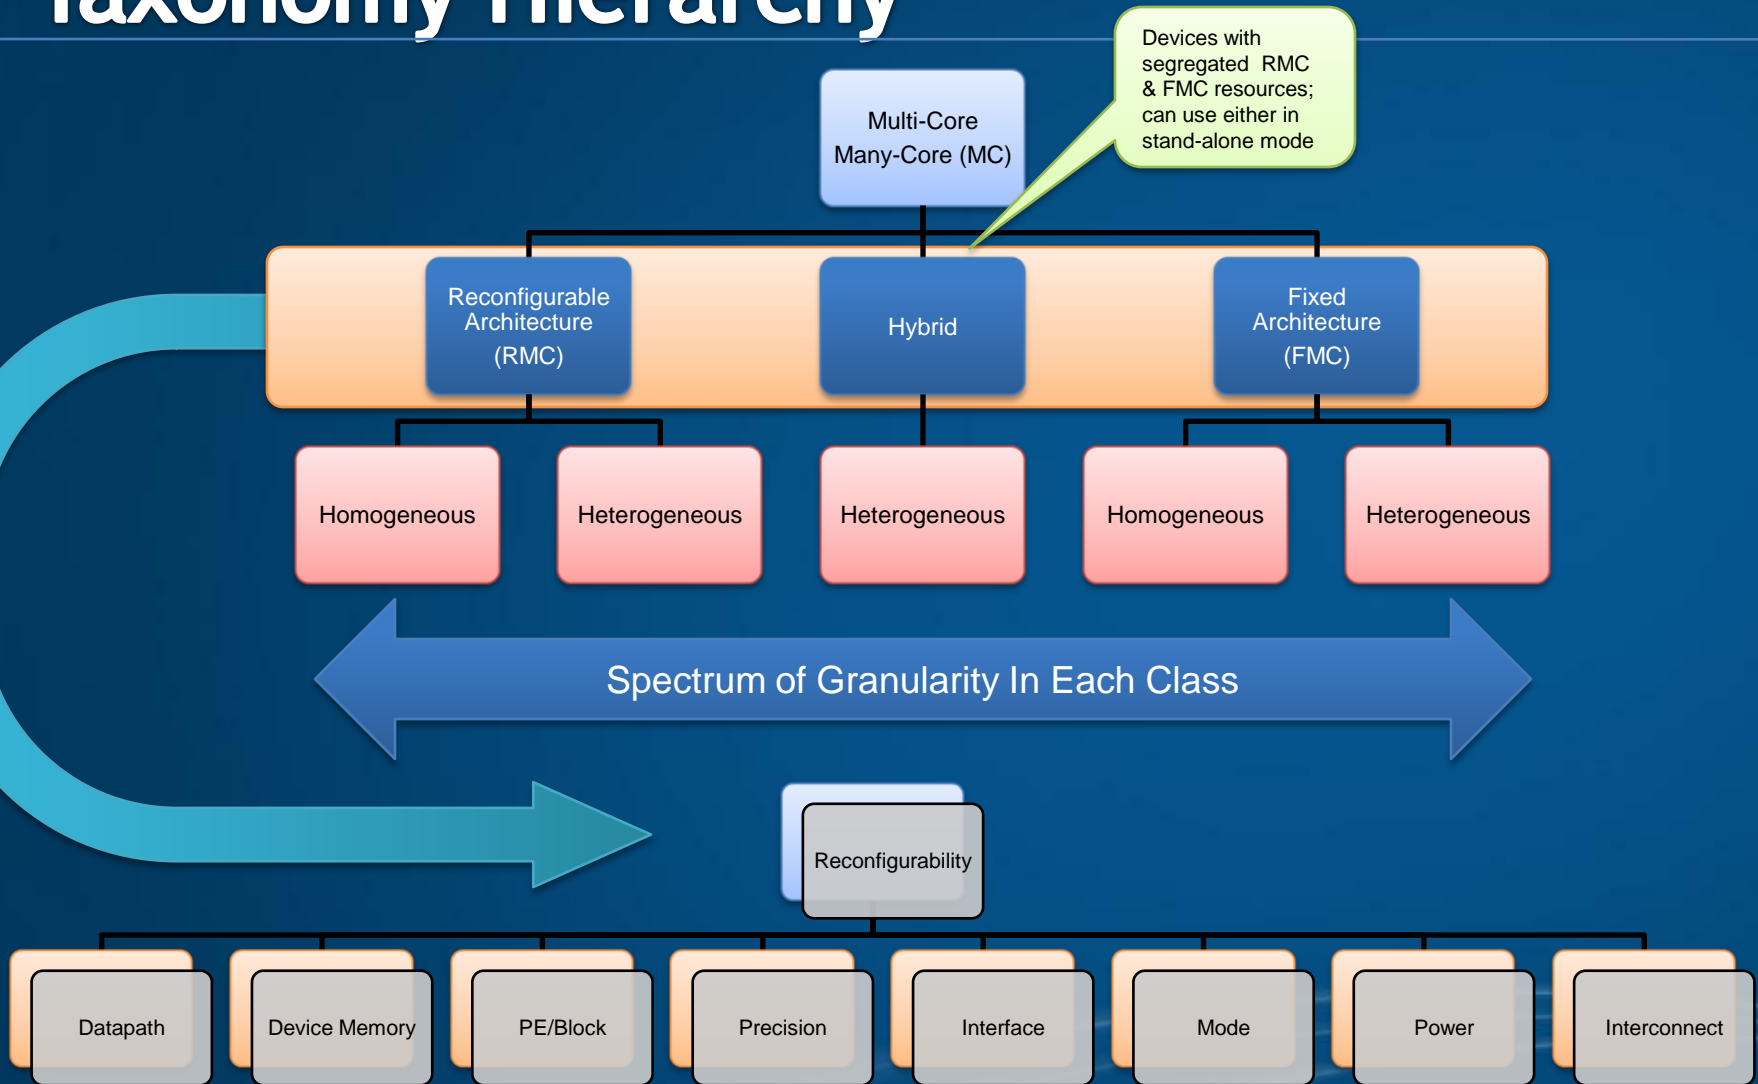 Taxonomy Hierarchy
Devices with
segregated RMC
& FMC resources;
can use either in
stand-alone mode
Multi-Core
Many-Core (MC)
Reconfigurable
Architecture
(RMC)
Hybrid
Fixed
Architecture
(FMC)
Homogeneous
Heterogeneous
Heterogeneous
Homogeneous
Heterogeneous
Spectrum of Granularity In Each Class
Reconfigurability
Datapath
Device Memory
PE/Block
Precision
Interface
Mode
Power
Interconnect